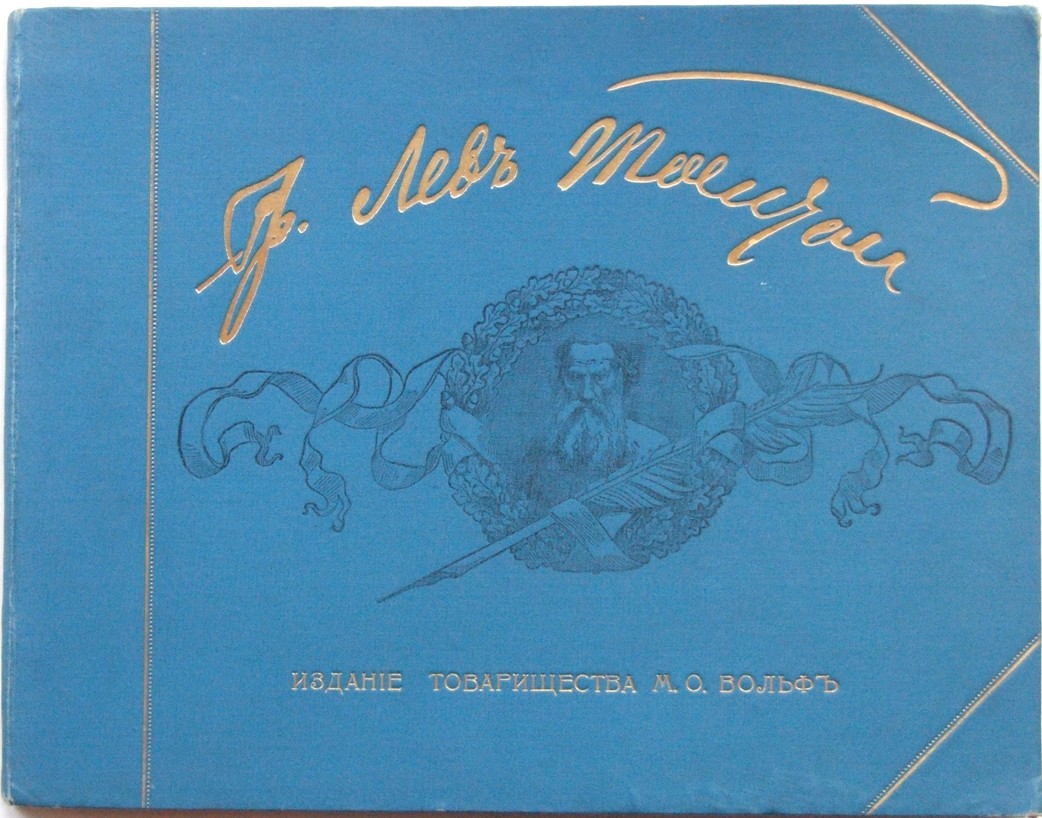 Гр. Левъ Толстой
ИЗДАНІЕ ТОВАРИЩЕСТВА М. О. ВОЛЬФЪ